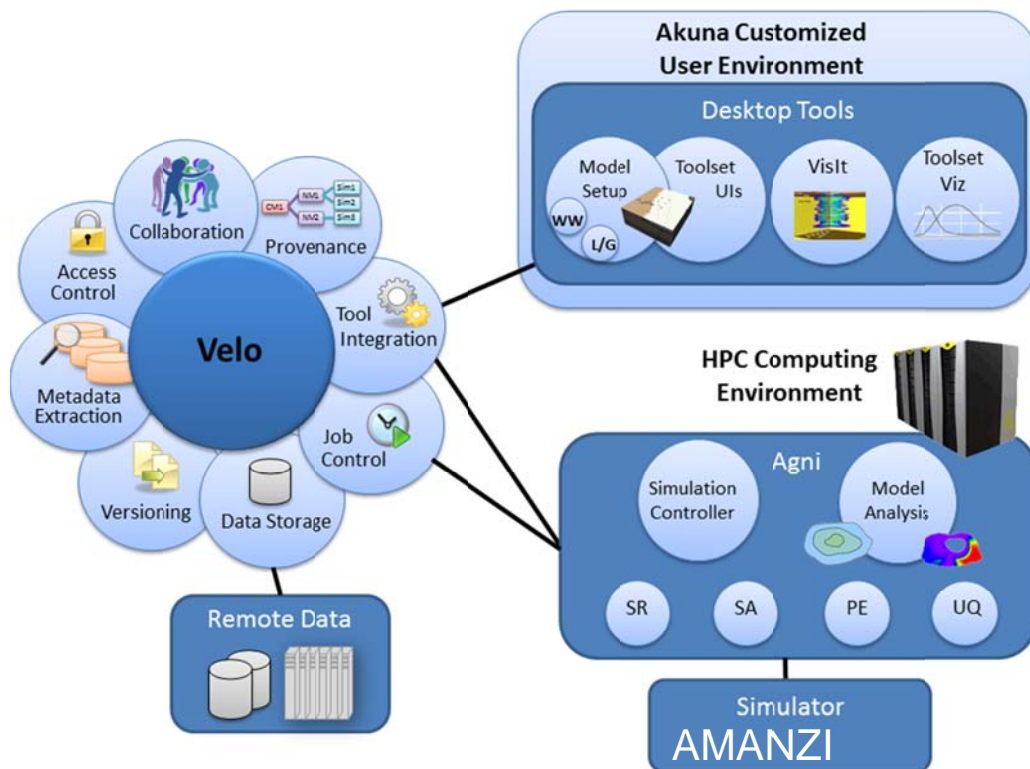 Akuna Customized
User Environment
Desktop Tools
Model
Setup
WW
L/G
Toolset
UIs
VisIt
Toolset
Viz
Collaboration
CM1
NM1
NM2
Sim1
Sim2
Sim3
Provenance
Access
Control
Tool
Integration
Velo
Metadata
Extraction
Job
Control
Versioning
Data Storage
HPC Computing
Environment
Agni
Simulation
Controller
Model
Analysis
SR
SA
PE
UQ
Remote Data
Simulator
AMANZI